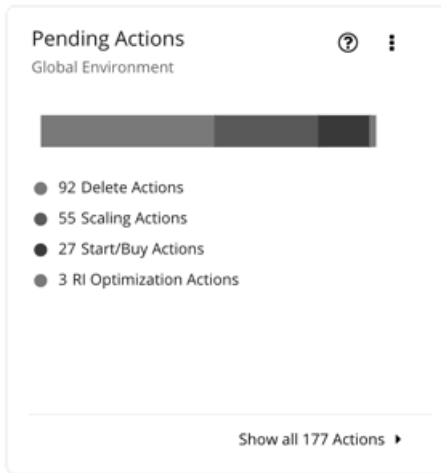 Pending Actions
Global Environment
92 Delete Actions
55 Scaling Actions
27 Start/Buy Actions
3 RI Optimization Actions
Show all 177 Actions